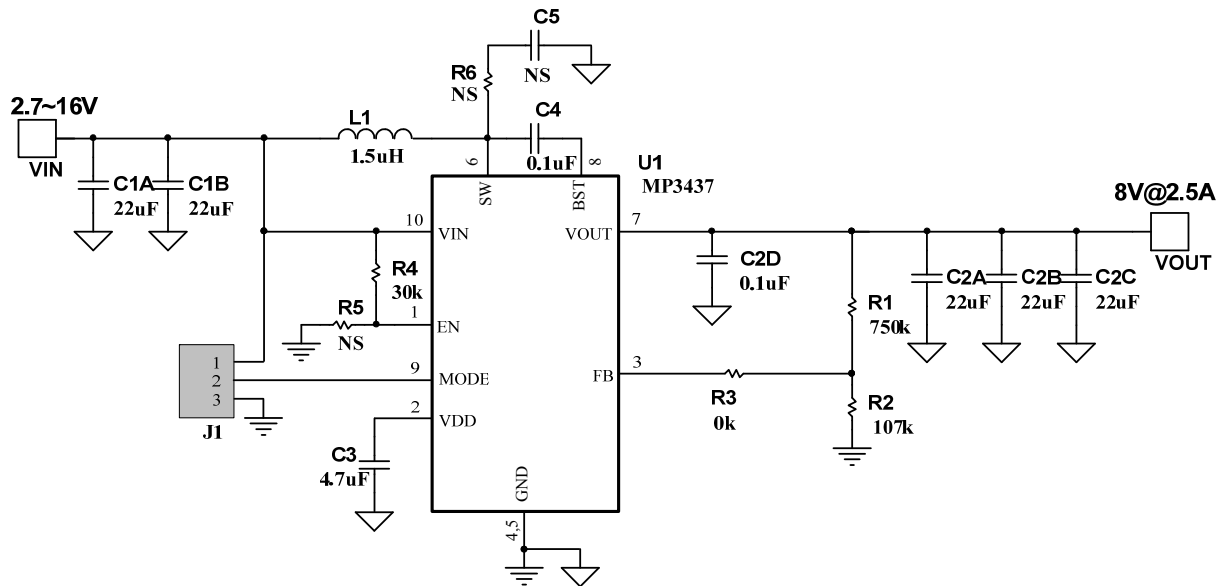 C5
NS
R6
NS
2.7~16V
VIN
L1
1.5uH
C4
0.1uF
6
8
SW
BST
U1
MP3437
C1A
22uF
C1B
22uF
10
VIN
VOUT
7
8V@2.5A
VOUT
R4
30k
C2D
0.1uF
C2A
22uF
C2B
22uF
C2C
22uF
R5
NS
1
EN
R1
750k
1
2
3
J1
9
MODE
FB
3
R3
0k
R2
107k
2
VDD
C3
4.7uF
GND
4,5